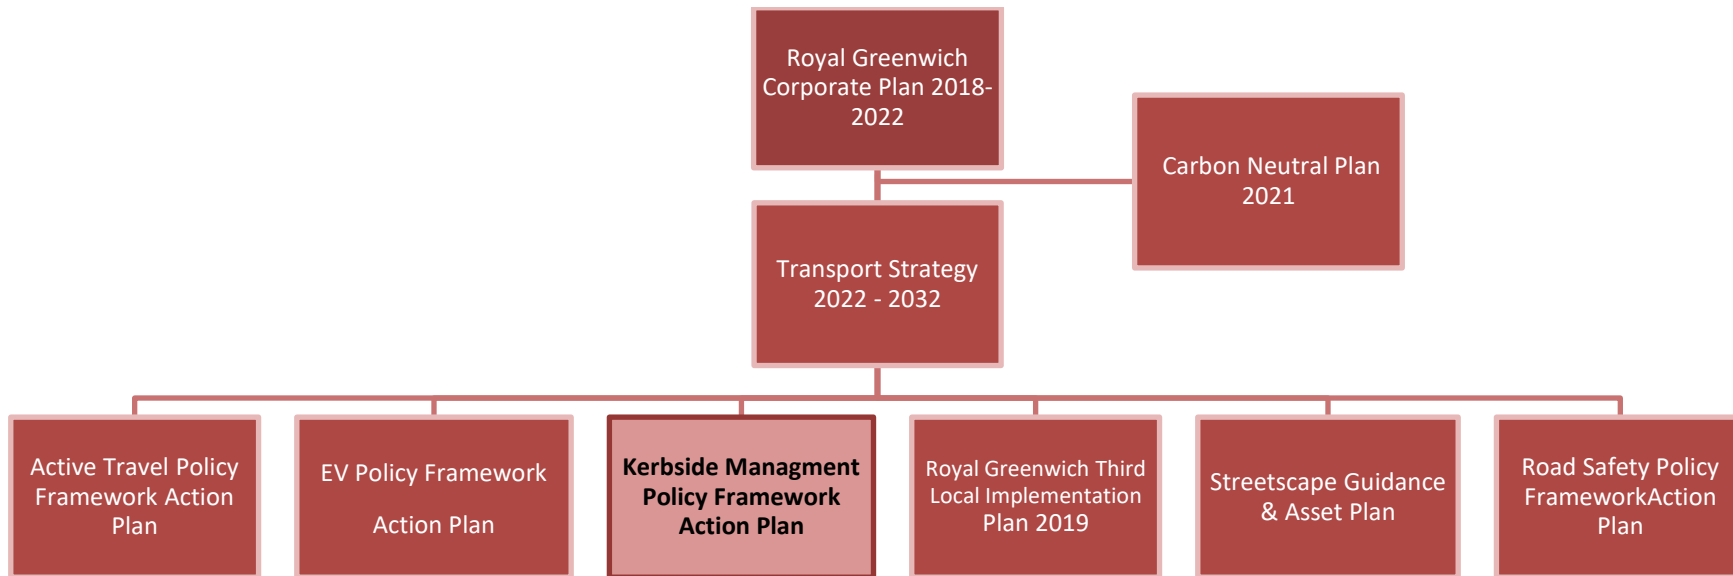 Royal Greenwich
Corporate Plan 2018-
2022
Carbon Neutral Plan
2021
Transport Strategy
2022 - 2032
Active Travel Policy
Framework Action
Plan
EV Policy Framework
Action Plan
Kerbside Managment
Policy Framework
Action Plan
Royal Greenwich Third
Local Implementation
Plan 2019
Streetscape Guidance
& Asset Plan
Road Safety Policy
FrameworkAction
Plan